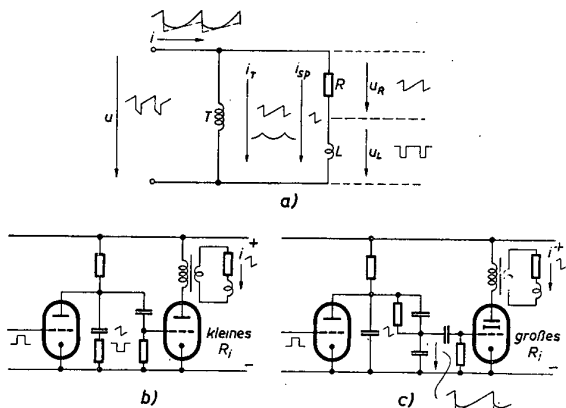 i
u
T
i_T
i_sp
R
L
u_R
u_L
a)
i
+
kleines
R_i
-
b)
i
+
großes
R_i
-
c)